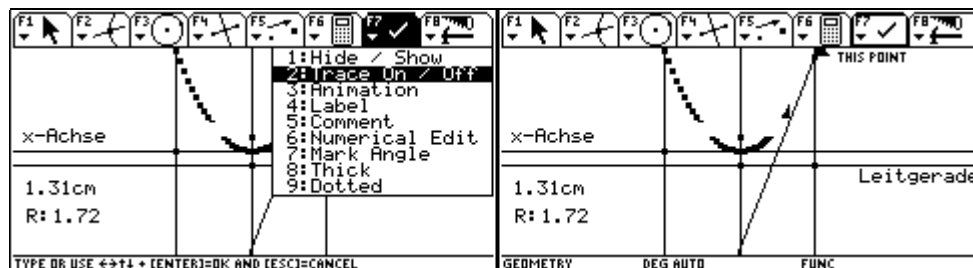 F1 F2 F3 F4 F5 F6 F7 F8
1:Hide / Show
2:Trace On / Off
3:Animation
4:Label
5:Comment
6:Numerical Edit
7:Mark Angle
8:Thick
9:Dotted
x-Achse
1.31cm
R:1.72
TYPE OR USE ←→↑↓ + [ENTER]=OK AND [ESC]=CANCEL
F1 F2 F3 F4 F5 F6 F7 F8
THIS POINT
x-Achse
Leitgerade
1.31cm
R:1.72
GEOMETRY DEG AUTO FUNC